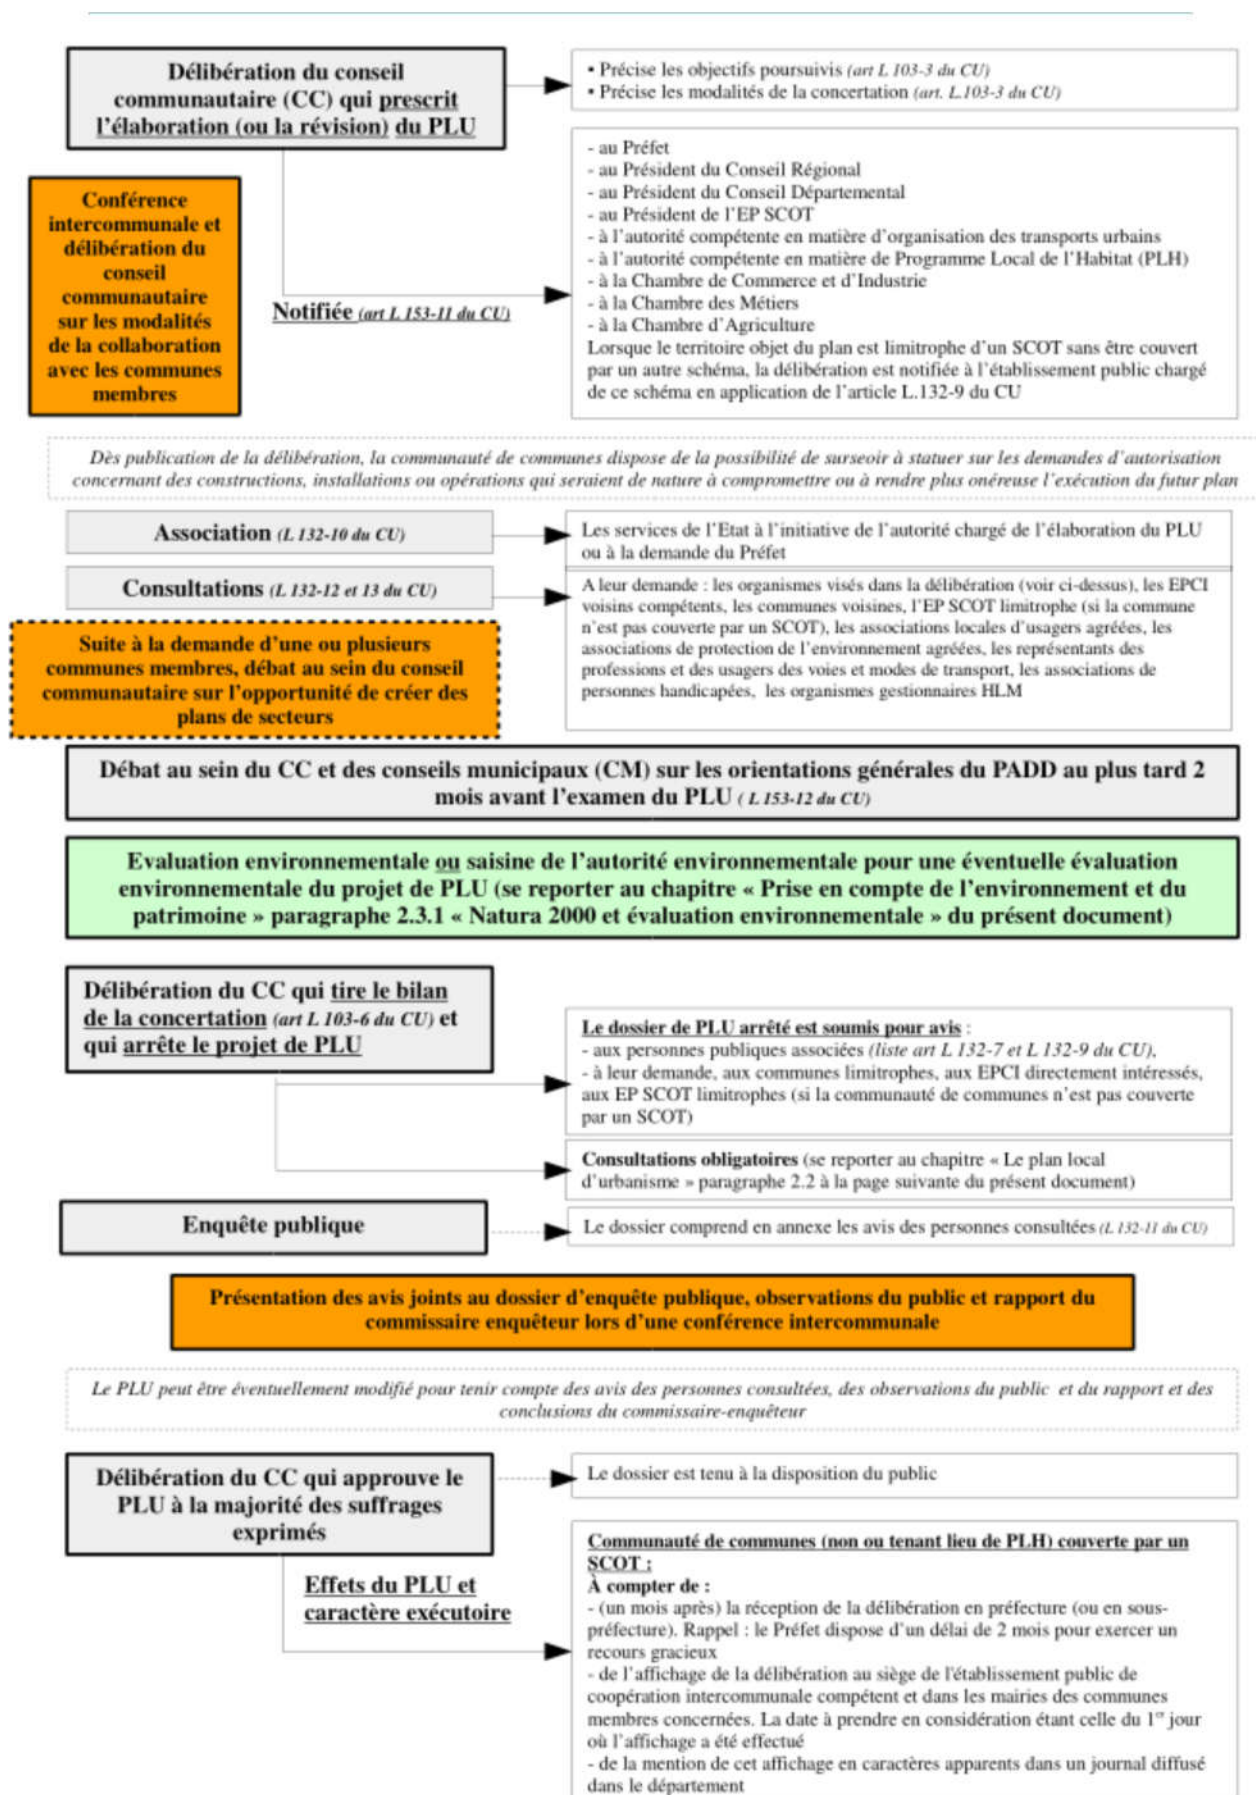 Délibération du conseil
communautaire (CC) qui prescrit
l'élaboration (ou la révision) du PLU
▪ Précise les objectifs poursuivis (art L 103-3 du CU)
▪ Précise les modalités de la concertation (art. L.103-3 du CU)
Conférence
intercommunale et
délibération du
conseil
communautaire
sur les modalités
de la collaboration
avec les communes
membres
Notifiée (art L 153-11 du CU)
- au Préfet
- au Président du Conseil Régional
- au Président du Conseil Départemental
- au Président de l'EP SCOT
- à l'autorité compétente en matière d'organisation des transports urbains
- à l'autorité compétente en matière de Programme Local de l'Habitat (PLH)
- à la Chambre de Commerce et d'Industrie
- à la Chambre des Métiers
- à la Chambre d'Agriculture
Lorsque le territoire objet du plan est limitrophe d'un SCOT sans être couvert
par un autre schéma, la délibération est notifiée à l'établissement public chargé
de ce schéma en application de l'article L.132-9 du CU
Dès publication de la délibération, la communauté de communes dispose de la possibilité de surseoir à statuer sur les demandes d'autorisation
concernant des constructions, installations ou opérations qui seraient de nature à compromettre ou à rendre plus onéreuse l'exécution du futur plan
Association (L 132-10 du CU)
Les services de l'Etat à l'initiative de l'autorité chargé de l'élaboration du PLU
ou à la demande du Préfet
Consultations (L 132-12 et 13 du CU)
A leur demande : les organismes visés dans la délibération (voir ci-dessus), les EPCI
voisins compétents, les communes voisines, l'EP SCOT limitrophe (si la commune
n'est pas couverte par un SCOT), les associations locales d'usagers agréées, les
associations de protection de l'environnement agréées, les représentants des
professions et des usagers des voies et modes de transport, les associations de
personnes handicapées, les organismes gestionnaires HLM
Suite à la demande d'une ou plusieurs
communes membres, débat au sein du conseil
communautaire sur l'opportunité de créer des
plans de secteurs
Débat au sein du CC et des conseils municipaux (CM) sur les orientations générales du PADD au plus tard 2
mois avant l'examen du PLU ( L 153-12 du CU)
Evaluation environnementale ou saisine de l'autorité environnementale pour une éventuelle évaluation
environnementale du projet de PLU (se reporter au chapitre « Prise en compte de l'environnement et du
patrimoine » paragraphe 2.3.1 « Natura 2000 et évaluation environnementale » du présent document)
Délibération du CC qui tire le bilan
de la concertation (art L 103-6 du CU) et
qui arrête le projet de PLU
Le dossier de PLU arrêté est soumis pour avis :
- aux personnes publiques associées (liste art L 132-7 et L 132-9 du CU),
- à leur demande, aux communes limitrophes, aux EPCI directement intéressés,
aux EP SCOT limitrophes (si la communauté de communes n'est pas couverte
par un SCOT)
Consultations obligatoires (se reporter au chapitre « Le plan local
d'urbanisme » paragraphe 2.2 à la page suivante du présent document)
Enquête publique
Le dossier comprend en annexe les avis des personnes consultées (L 132-11 du CU)
Présentation des avis joints au dossier d'enquête publique, observations du public et rapport du
commissaire enquêteur lors d'une conférence intercommunale
Le PLU peut être éventuellement modifié pour tenir compte des avis des personnes consultées, des observations du public et du rapport et des
conclusions du commissaire-enquêteur
Délibération du CC qui approuve le
PLU à la majorité des suffrages
exprimés
Le dossier est tenu à la disposition du public
Effets du PLU et
caractère exécutoire
Communauté de communes (non ou tenant lieu de PLH) couverte par un
SCOT :
À compter de :
- (un mois après) la réception de la délibération en préfecture (ou en sous-
préfecture). Rappel : le Préfet dispose d'un délai de 2 mois pour exercer un
recours gracieux
- de l'affichage de la délibération au siège de l'établissement public de
coopération intercommunale compétent et dans les mairies des communes
membres concernées. La date à prendre en considération étant celle du 1er jour
où l'affichage a été effectué
- de la mention de cet affichage en caractères apparents dans un journal diffusé
dans le département